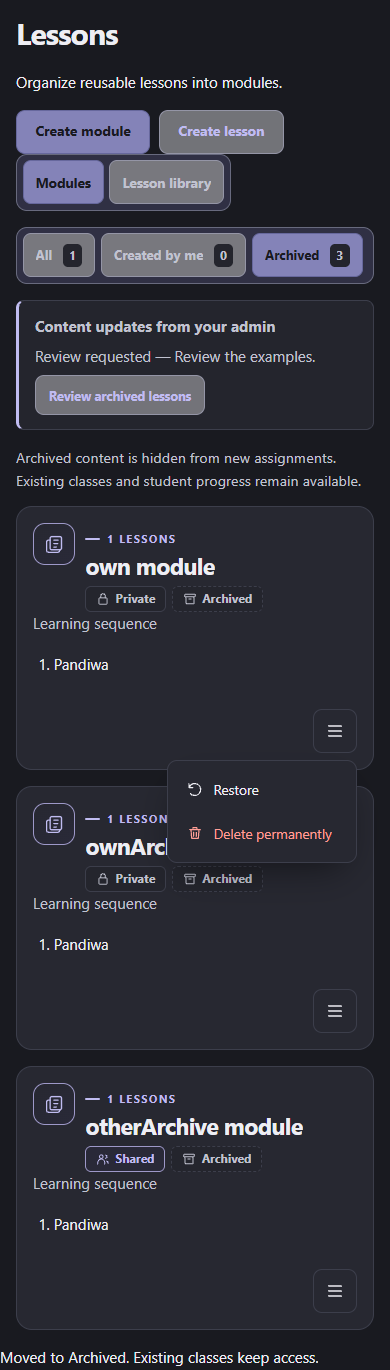 Lessons
Organize reusable lessons into modules.
Create module
Create lesson
Modules
Lesson library
All 1
Created by me 0
Archived 3
Content updates from your admin
Review requested — Review the examples.
Review archived lessons
Archived content is hidden from new assignments.
Existing classes and student progress remain available.
1 LESSONS
own module
Private
Archived
Learning sequence
1. Pandiwa
Restore
Delete permanently
1 LESSON
Private
Archived
Learning sequence
1. Pandiwa
1 LESSONS
otherArchive module
Shared
Archived
Learning sequence
1. Pandiwa
Moved to Archived. Existing classes keep access.